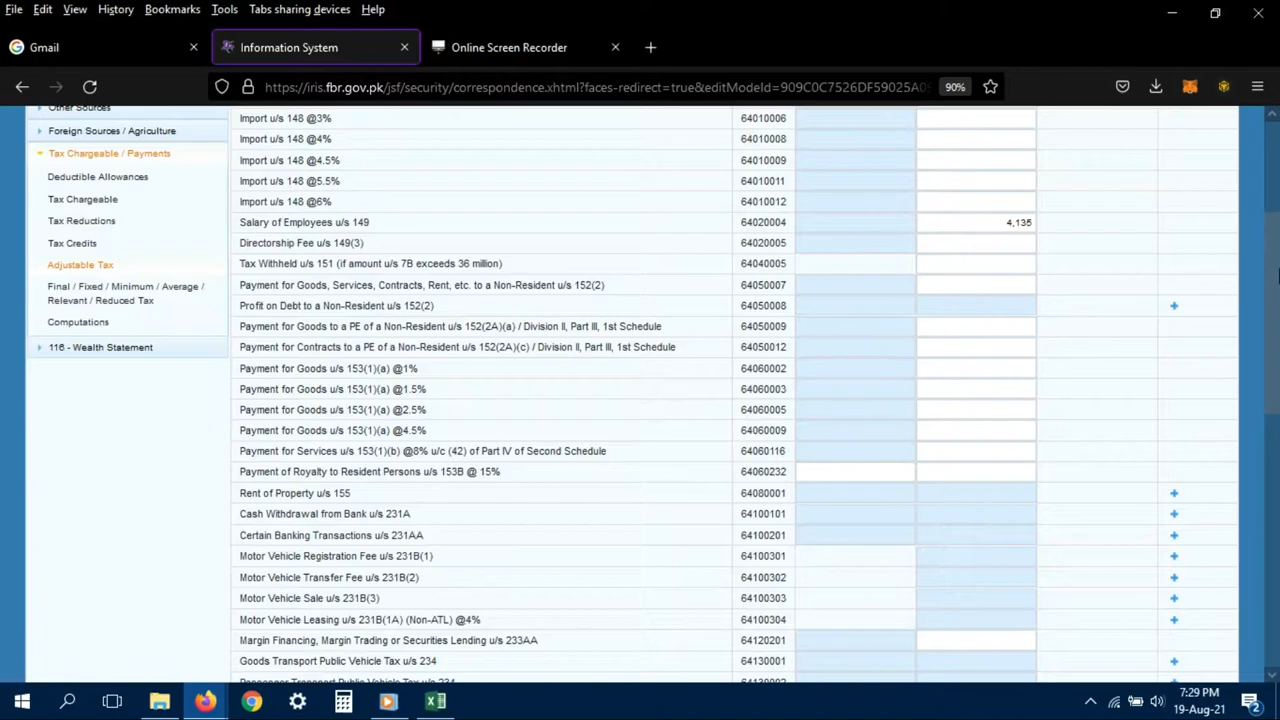 File Edit View History Bookmarks Tools Tabs sharing devices Help
Gmail Information System Online Screen Recorder
https://iris.fbr.gov.pk/jsf/security/correspondence.xhtml?faces-redirect=true&editModeId=909C0C7526DF59025A0 90%
Other Sources
Foreign Sources / Agriculture
Tax Chargeable / Payments
Deductible Allowances
Tax Chargeable
Tax Reductions
Tax Credits
Adjustable Tax
Final / Fixed / Minimum / Average /
Relevant / Reduced Tax
Computations
116 - Wealth Statement
Import u/s 148 @3% 64010006
Import u/s 148 @4% 64010008
Import u/s 148 @4.5% 64010009
Import u/s 148 @5.5% 64010011
Import u/s 148 @6% 64010012
Salary of Employees u/s 149 64020004 4,135
Directorship Fee u/s 149(3) 64020005
Tax Withheld u/s 151 (if amount u/s 7B exceeds 36 million) 64040005
Payment for Goods, Services, Contracts, Rent, etc. to a Non-Resident u/s 152(2) 64050007
Profit on Debt to a Non-Resident u/s 152(2) 64050008
Payment for Goods to a PE of a Non-Resident u/s 152(2A)(a) / Division II, Part III, 1st Schedule 64050009
Payment for Contracts to a PE of a Non-Resident u/s 152(2A)(c) / Division II, Part III, 1st Schedule 64050012
Payment for Goods u/s 153(1)(a) @1% 64060002
Payment for Goods u/s 153(1)(a) @1.5% 64060003
Payment for Goods u/s 153(1)(a) @2.5% 64060005
Payment for Goods u/s 153(1)(a) @4.5% 64060009
Payment for Services u/s 153(1)(b) @8% u/c (42) of Part IV of Second Schedule 64060116
Payment of Royalty to Resident Persons u/s 153B @ 15% 64060232
Rent of Property u/s 155 64080001
Cash Withdrawal from Bank u/s 231A 64100101
Certain Banking Transactions u/s 231AA 64100201
Motor Vehicle Registration Fee u/s 231B(1) 64100301
Motor Vehicle Transfer Fee u/s 231B(2) 64100302
Motor Vehicle Sale u/s 231B(3) 64100303
Motor Vehicle Leasing u/s 231B(1A) (Non-ATL) @4% 64100304
Margin Financing, Margin Trading or Securities Lending u/s 233AA 64120201
Goods Transport Public Vehicle Tax u/s 234 64130001
Passenger Transport Public Vehicle Tax u/s 234 64130002
7:29 PM
19-Aug-21
2